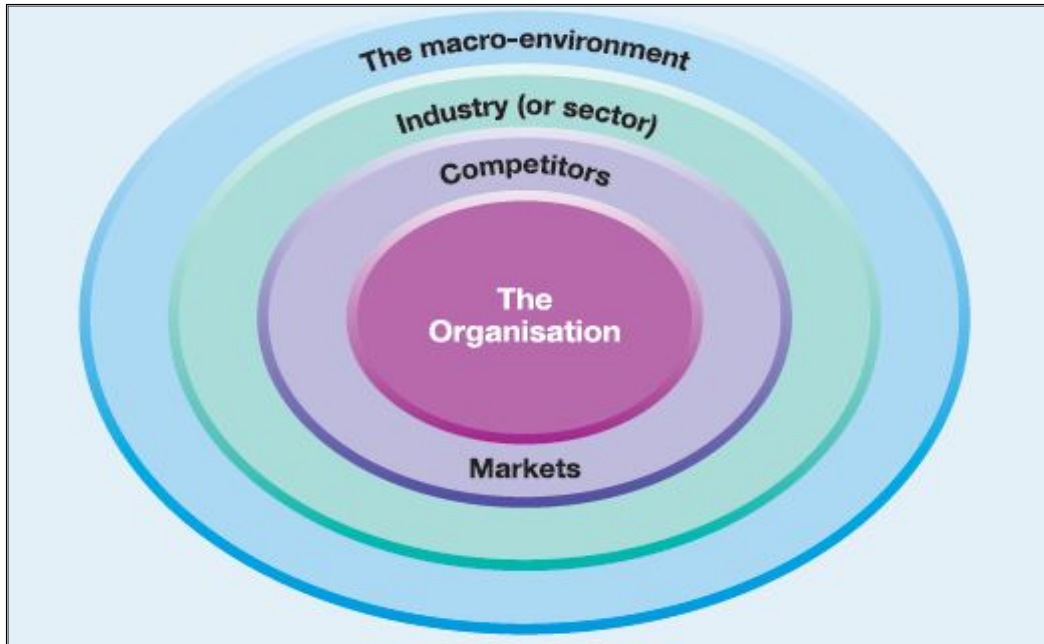 The macro-environment
Industry (or sector)
Competitors
The
Organisation
Markets